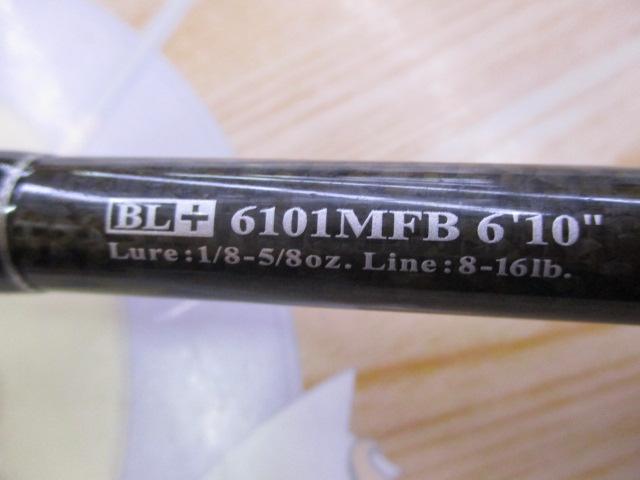 BL+ 6101MFB 6'10"
Lure:1/8-5/8oz. Line:8-16lb.